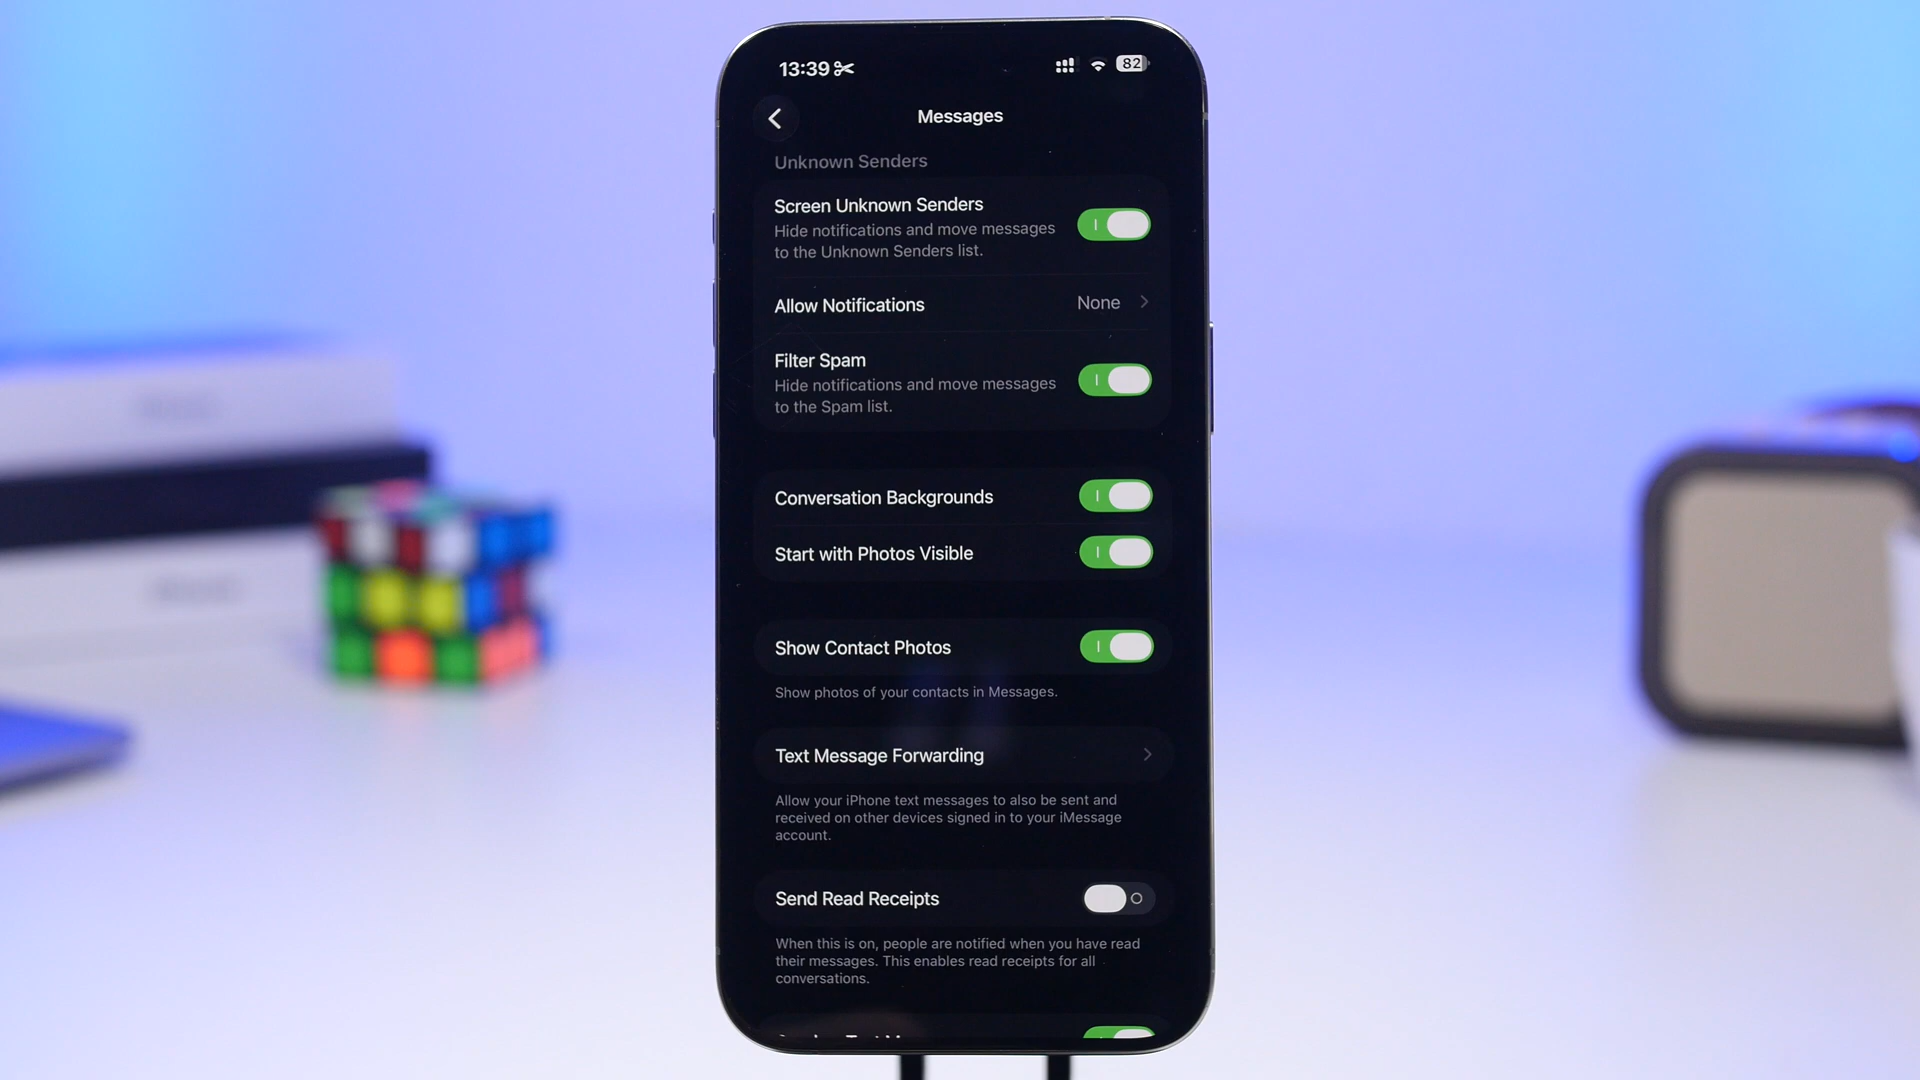 13:39
82
Messages
Unknown Senders
Screen Unknown Senders
Hide notifications and move messages
to the Unknown Senders list.
Allow Notifications
None
Filter Spam
Hide notifications and move messages
to the Spam list.
Conversation Backgrounds
Start with Photos Visible
Show Contact Photos
Show photos of your contacts in Messages.
Text Message Forwarding
Allow your iPhone text messages to also be sent and
received on other devices signed in to your iMessage
account.
Send Read Receipts
When this is on, people are notified when you have read
their messages. This enables read receipts for all
conversations.